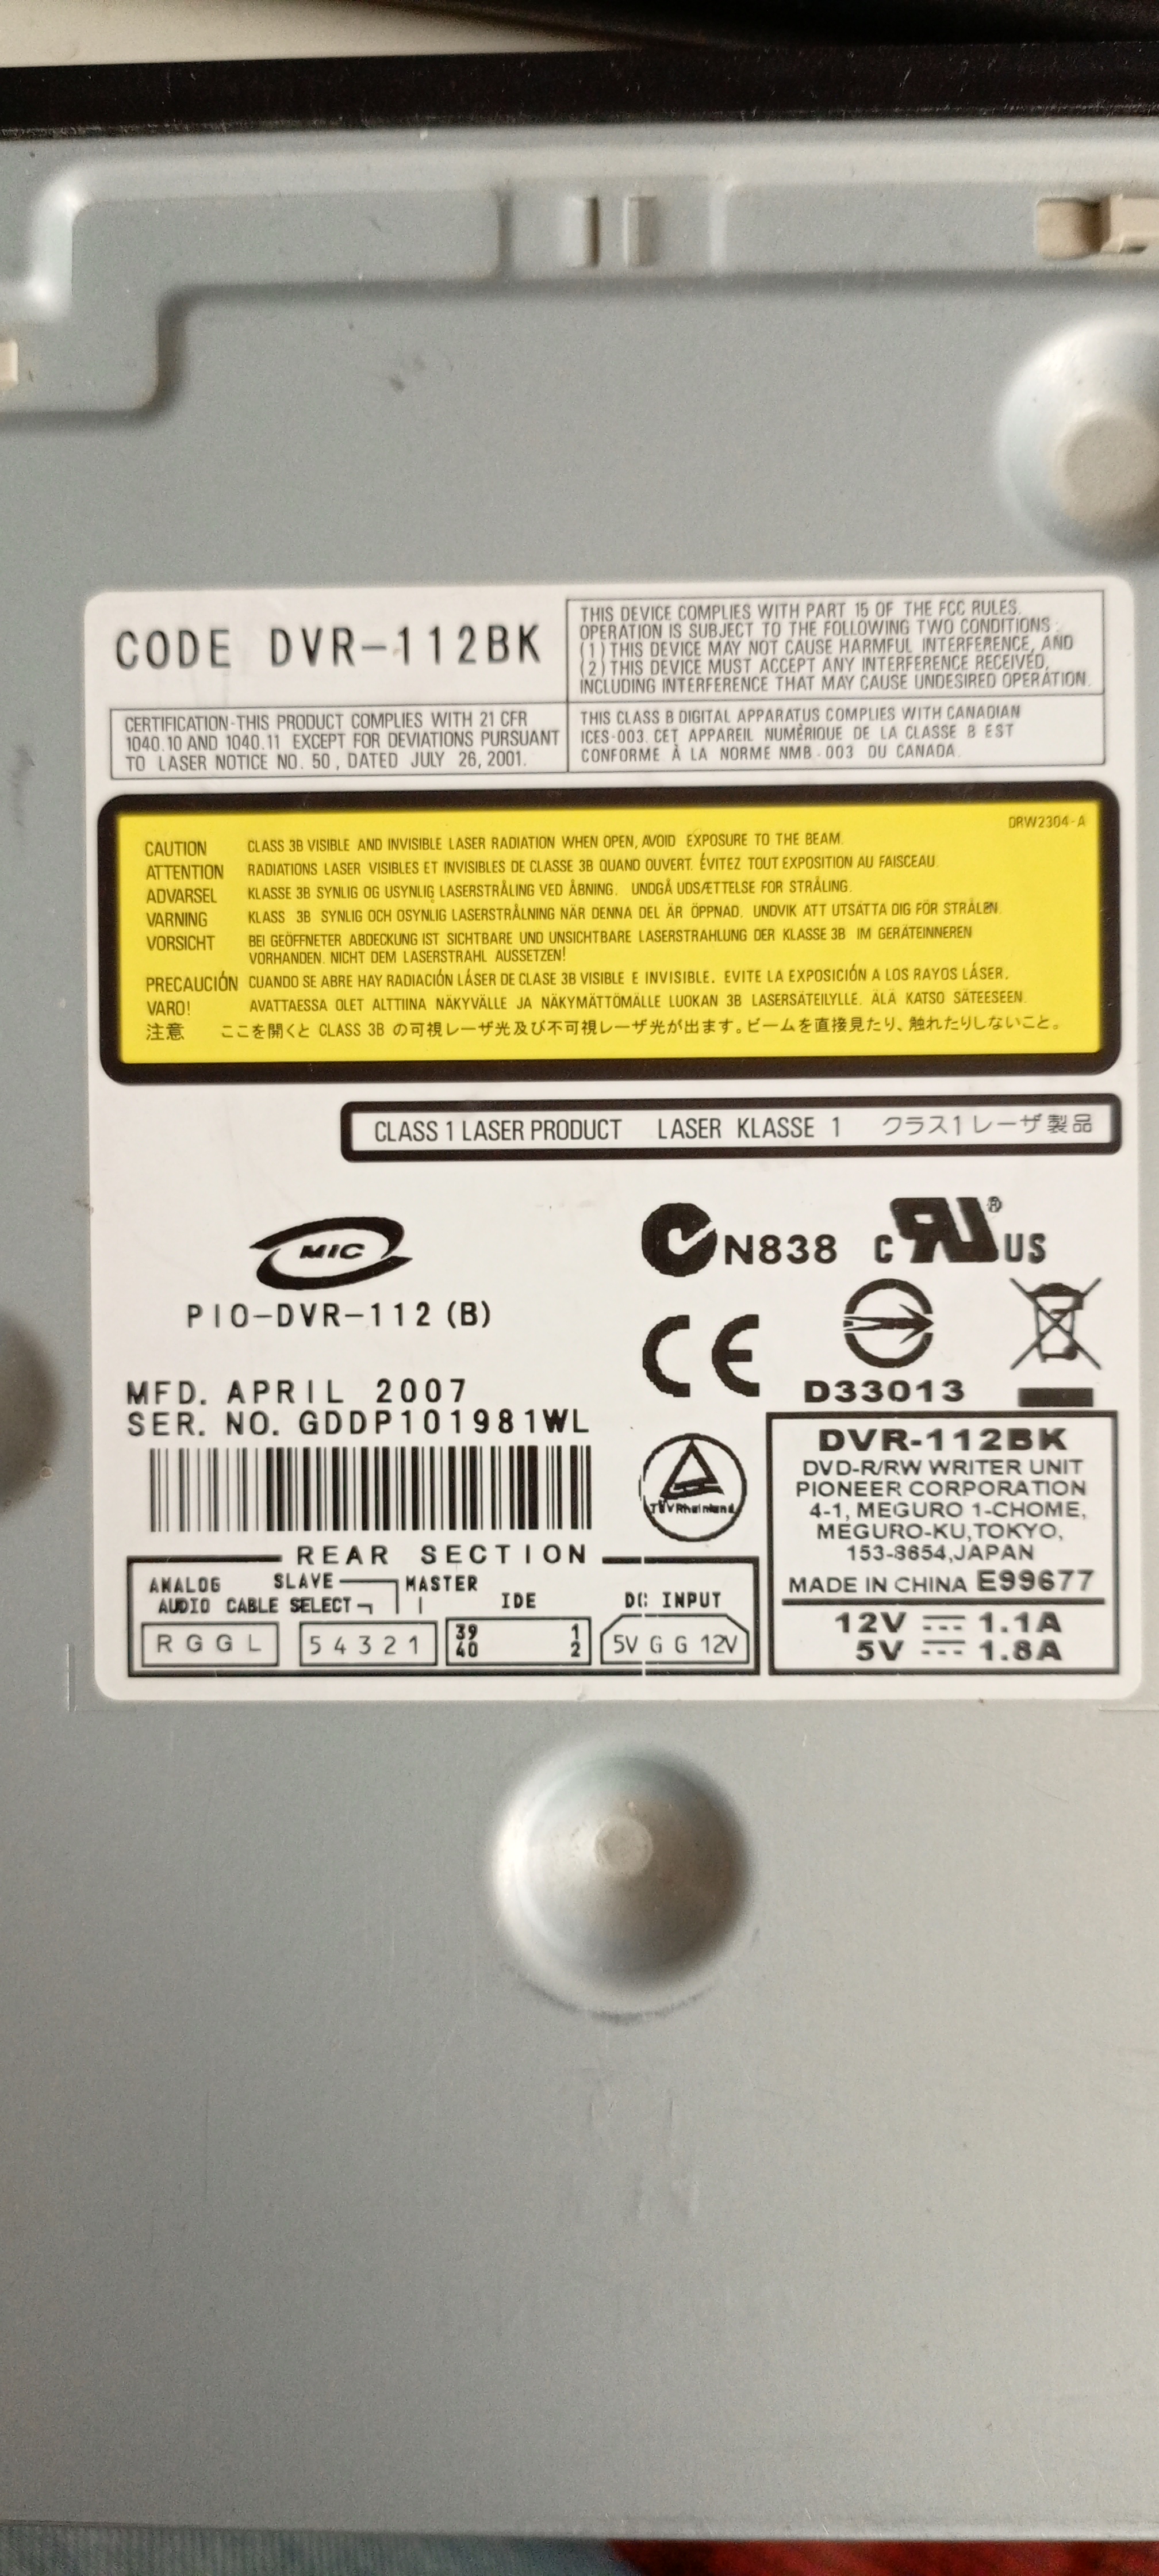 CODE DVR-112BK
THIS DEVICE COMPLIES WITH PART 15 OF THE FCC RULES.
OPERATION IS SUBJECT TO THE FOLLOWING TWO CONDITIONS:
(1) THIS DEVICE MAY NOT CAUSE HARMFUL INTERFERENCE, AND
(2) THIS DEVICE MUST ACCEPT ANY INTERFERENCE RECEIVED,
INCLUDING INTERFERENCE THAT MAY CAUSE UNDESIRED OPERATION.
CERTIFICATION-THIS PRODUCT COMPLIES WITH 21 CFR
1040.10 AND 1040.11 EXCEPT FOR DEVIATIONS PURSUANT
TO LASER NOTICE NO. 50, DATED JULY 26, 2001.
THIS CLASS B DIGITAL APPARATUS COMPLIES WITH CANADIAN
ICES-003. CET APPAREIL NUMÉRIQUE DE LA CLASSE B EST
CONFORME À LA NORME NMB-003 DU CANADA.
DRW2304-A
CAUTION CLASS 3B VISIBLE AND INVISIBLE LASER RADIATION WHEN OPEN, AVOID EXPOSURE TO THE BEAM.
ATTENTION RADIATIONS LASER VISIBLES ET INVISIBLES DE CLASSE 3B QUAND OUVERT. ÉVITEZ TOUT EXPOSITION AU FAISCEAU.
ADVARSEL KLASSE 3B SYNLIG OG USYNLIG LASERSTRÅLING VED ÅBNING. UNDGÅ UDSÆTTELSE FOR STRÅLING.
VARNING KLASS 3B SYNLIG OCH OSYNLIG LASERSTRÅLNING NÄR DENNA DEL ÄR ÖPPNAD. UNDVIK ATT UTSÄTTA DIG FÖR STRÅLEN.
VORSICHT BEI GEÖFFNETER ABDECKUNG IST SICHTBARE UND UNSICHTBARE LASERSTRAHLUNG DER KLASSE 3B IM GERÄTEINNEREN
VORHANDEN. NICHT DEM LASERSTRAHL AUSSETZEN!
PRECAUCIÓN CUANDO SE ABRE HAY RADIACIÓN LÁSER DE CLASE 3B VISIBLE E INVISIBLE. EVITE LA EXPOSICIÓN A LOS RAYOS LÁSER.
VARO! AVATTAESSA OLET ALTTIINA NÄKYVÄLLE JA NÄKYMÄTTÖMÄLLE LUOKAN 3B LASERSÄTEILYLLE. ÄLÄ KATSO SÄTEESEEN.
注意 ここを開くと CLASS 3B の可視レーザ光及び不可視レーザ光が出ます。ビームを直接見たり、触れたりしないこと。
CLASS 1 LASER PRODUCT LASER KLASSE 1 クラス1 レーザ製品
MIC
PIO-DVR-112 (B)
N838
C RU ® US
CE
D33013
MFD. APRIL 2007
SER. NO. GDDP101981WL
TÜVRheinland
DVR-112BK
DVD-R/RW WRITER UNIT
PIONEER CORPORATION
4-1, MEGURO 1-CHOME,
MEGURO-KU,TOKYO,
153-8654,JAPAN
MADE IN CHINA E99677
12V 1.1A
5V 1.8A
REAR SECTION
ANALOG SLAVE MASTER
AUDIO CABLE SELECT IDE DC INPUT
R G G L 5 4 3 2 1 39 1 5V G G 12V
40 2